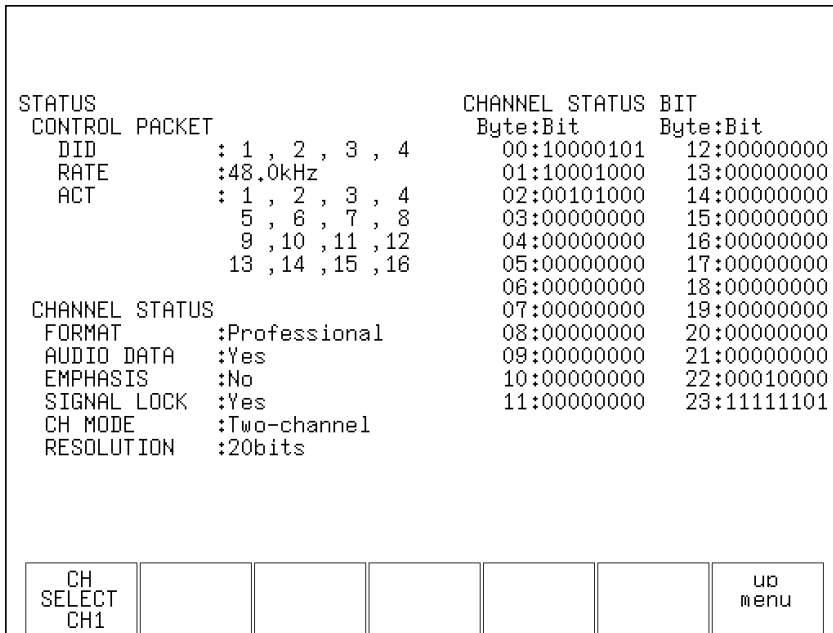 STATUS
CONTROL PACKET
DID : 1 , 2 , 3 , 4
RATE :48.0kHz
ACT : 1 , 2 , 3 , 4
5 , 6 , 7 , 8
9 ,10 ,11 ,12
13 ,14 ,15 ,16
CHANNEL STATUS
FORMAT :Professional
AUDIO DATA :Yes
EMPHASIS :No
SIGNAL LOCK :Yes
CH MODE :Two-channel
RESOLUTION :20bits
CHANNEL STATUS BIT
Byte:Bit Byte:Bit
00:10000101 12:00000000
01:10001000 13:00000000
02:00101000 14:00000000
03:00000000 15:00000000
04:00000000 16:00000000
05:00000000 17:00000000
06:00000000 18:00000000
07:00000000 19:00000000
08:00000000 20:00000000
09:00000000 21:00000000
10:00000000 22:00010000
11:00000000 23:11111101
CH
SELECT
CH1
up
menu